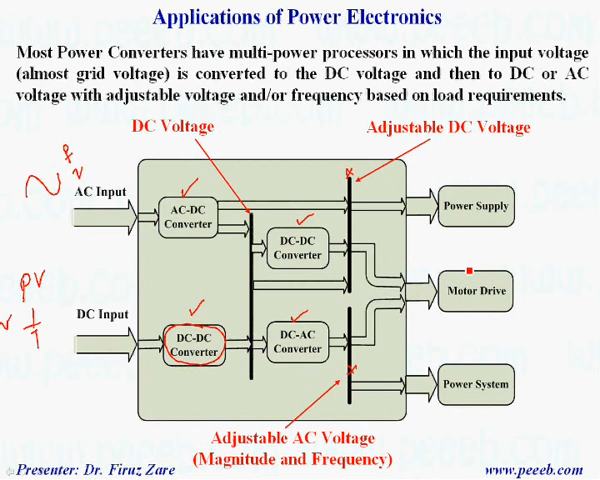 Applications of Power Electronics
Most Power Converters have multi-power processors in which the input voltage
(almost grid voltage) is converted to the DC voltage and then to DC or AC
voltage with adjustable voltage and/or frequency based on load requirements.
DC Voltage
Adjustable DC Voltage
f
v
AC Input
AC-DC
Converter
Power Supply
DC-DC
Converter
PV
Motor Drive
DC Input
v 1
T
DC-DC
Converter
DC-AC
Converter
Power System
Adjustable AC Voltage
(Magnitude and Frequency)
Presenter: Dr. Firuz Zare
www.peeeb.com